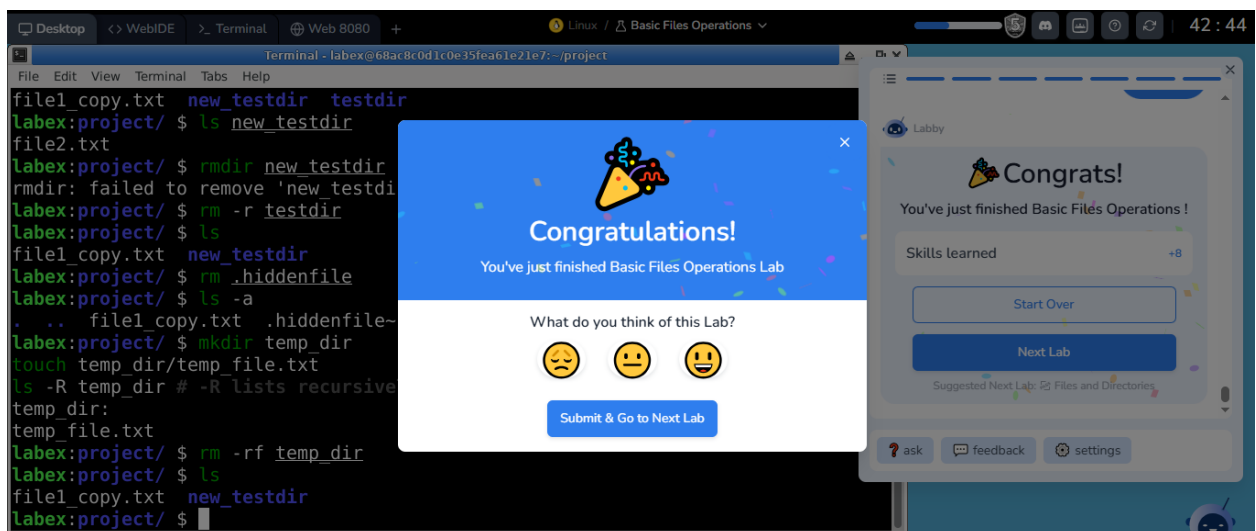 Desktop <> WebIDE >_ Terminal Web 8080 + Linux / Basic Files Operations 42:44
Terminal - labex@68ac8c0d1c0e35fea61e21e7:~/project
File Edit View Terminal Tabs Help
file1_copy.txt new_testdir testdir
labex:project/ $ ls new_testdir
file2.txt
labex:project/ $ rmdir new_testdir
rmdir: failed to remove 'new_testdi
labex:project/ $ rm -r testdir
labex:project/ $ ls
file1_copy.txt new_testdir
labex:project/ $ rm .hiddenfile
labex:project/ $ ls -a
. .. file1_copy.txt .hiddenfile~
labex:project/ $ mkdir temp_dir
touch temp_dir/temp_file.txt
ls -R temp_dir # -R lists recursive
temp_dir:
temp_file.txt
labex:project/ $ rm -rf temp_dir
labex:project/ $ ls
file1_copy.txt new_testdir
labex:project/ $
Congratulations!
You've just finished Basic Files Operations Lab
What do you think of this Lab?
Submit & Go to Next Lab
Labby
Congrats!
You've just finished Basic Files Operations !
Skills learned +8
Start Over
Next Lab
Suggested Next Lab: Files and Directories
ask feedback settings